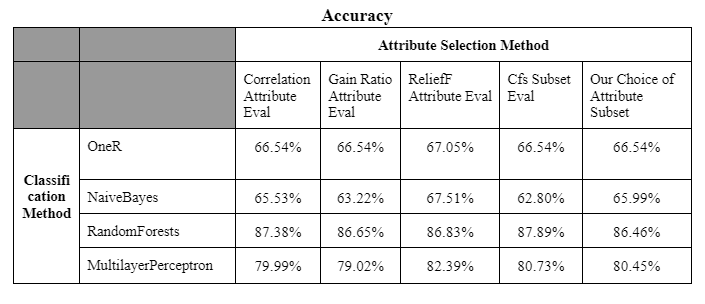 Accuracy
Attribute Selection Method
Correlation Attribute Eval Gain Ratio Attribute Eval ReliefF Attribute Eval Cfs Subset Eval Our Choice of Attribute Subset
Classifi
cation
Method
OneR 66.54% 66.54% 67.05% 66.54% 66.54%
NaiveBayes 65.53% 63.22% 67.51% 62.80% 65.99%
RandomForests 87.38% 86.65% 86.83% 87.89% 86.46%
MultilayerPerceptron 79.99% 79.02% 82.39% 80.73% 80.45%